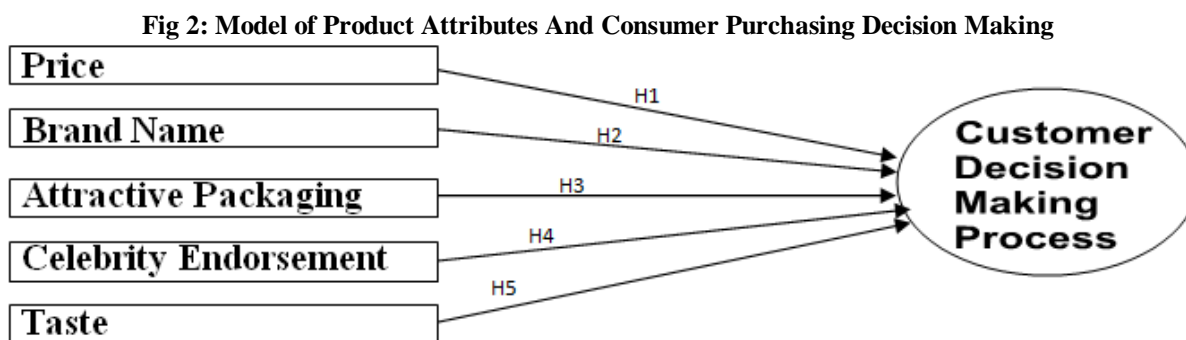 Fig 2: Model of Product Attributes And Consumer Purchasing Decision Making
Price
H1
Brand Name
H2
Attractive Packaging
H3
Celebrity Endorsement
H4
Taste
H5
Customer
Decision
Making
Process